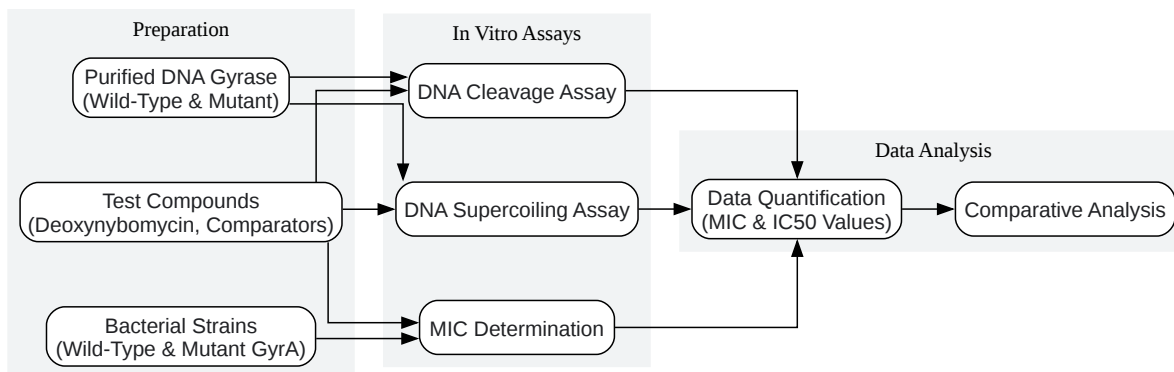 Preparation
Purified DNA Gyrase
(Wild-Type & Mutant)
Test Compounds
(Deoxynybomycin, Comparators)
Bacterial Strains
(Wild-Type & Mutant GyrA)
In Vitro Assays
DNA Cleavage Assay
DNA Supercoiling Assay
MIC Determination
Data Analysis
Data Quantification
(MIC & IC50 Values)
Comparative Analysis